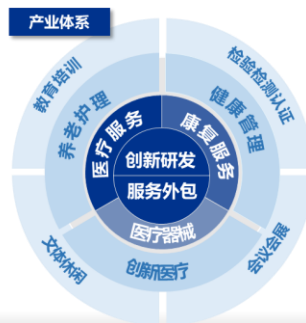 产业体系
教育培训
检验检测认证
养老护理
健康管理
医疗服务
康复服务
创新研发
服务外包
医疗器械
创新医疗
文体休闲
会议会展